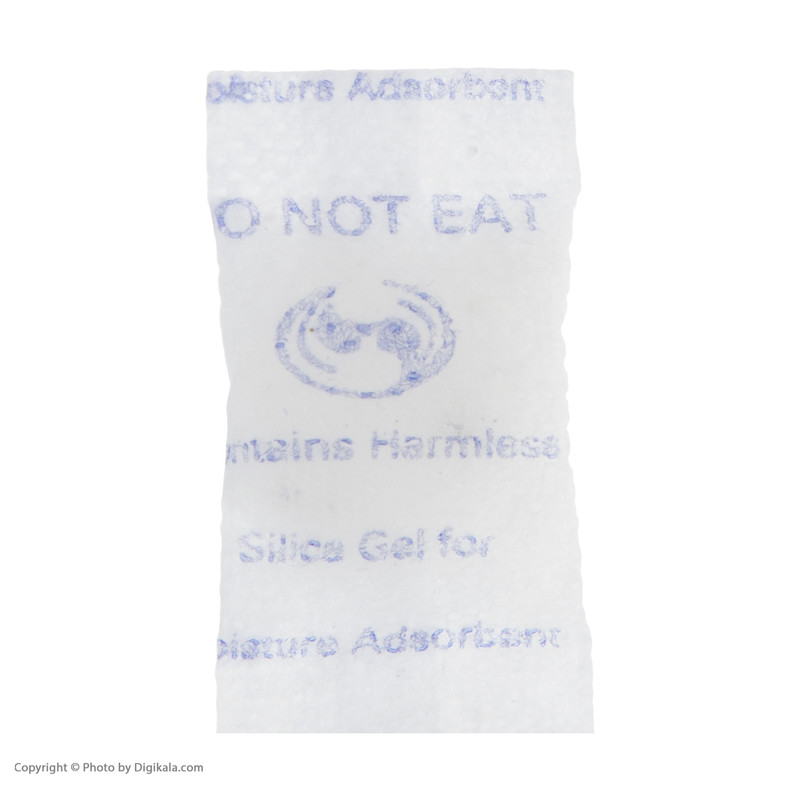 oisture Adsorbent
O NOT EAT
ontains Harmless
Silica Gel for
oisture Adsorbent
Copyright © Photo by Digikala.com